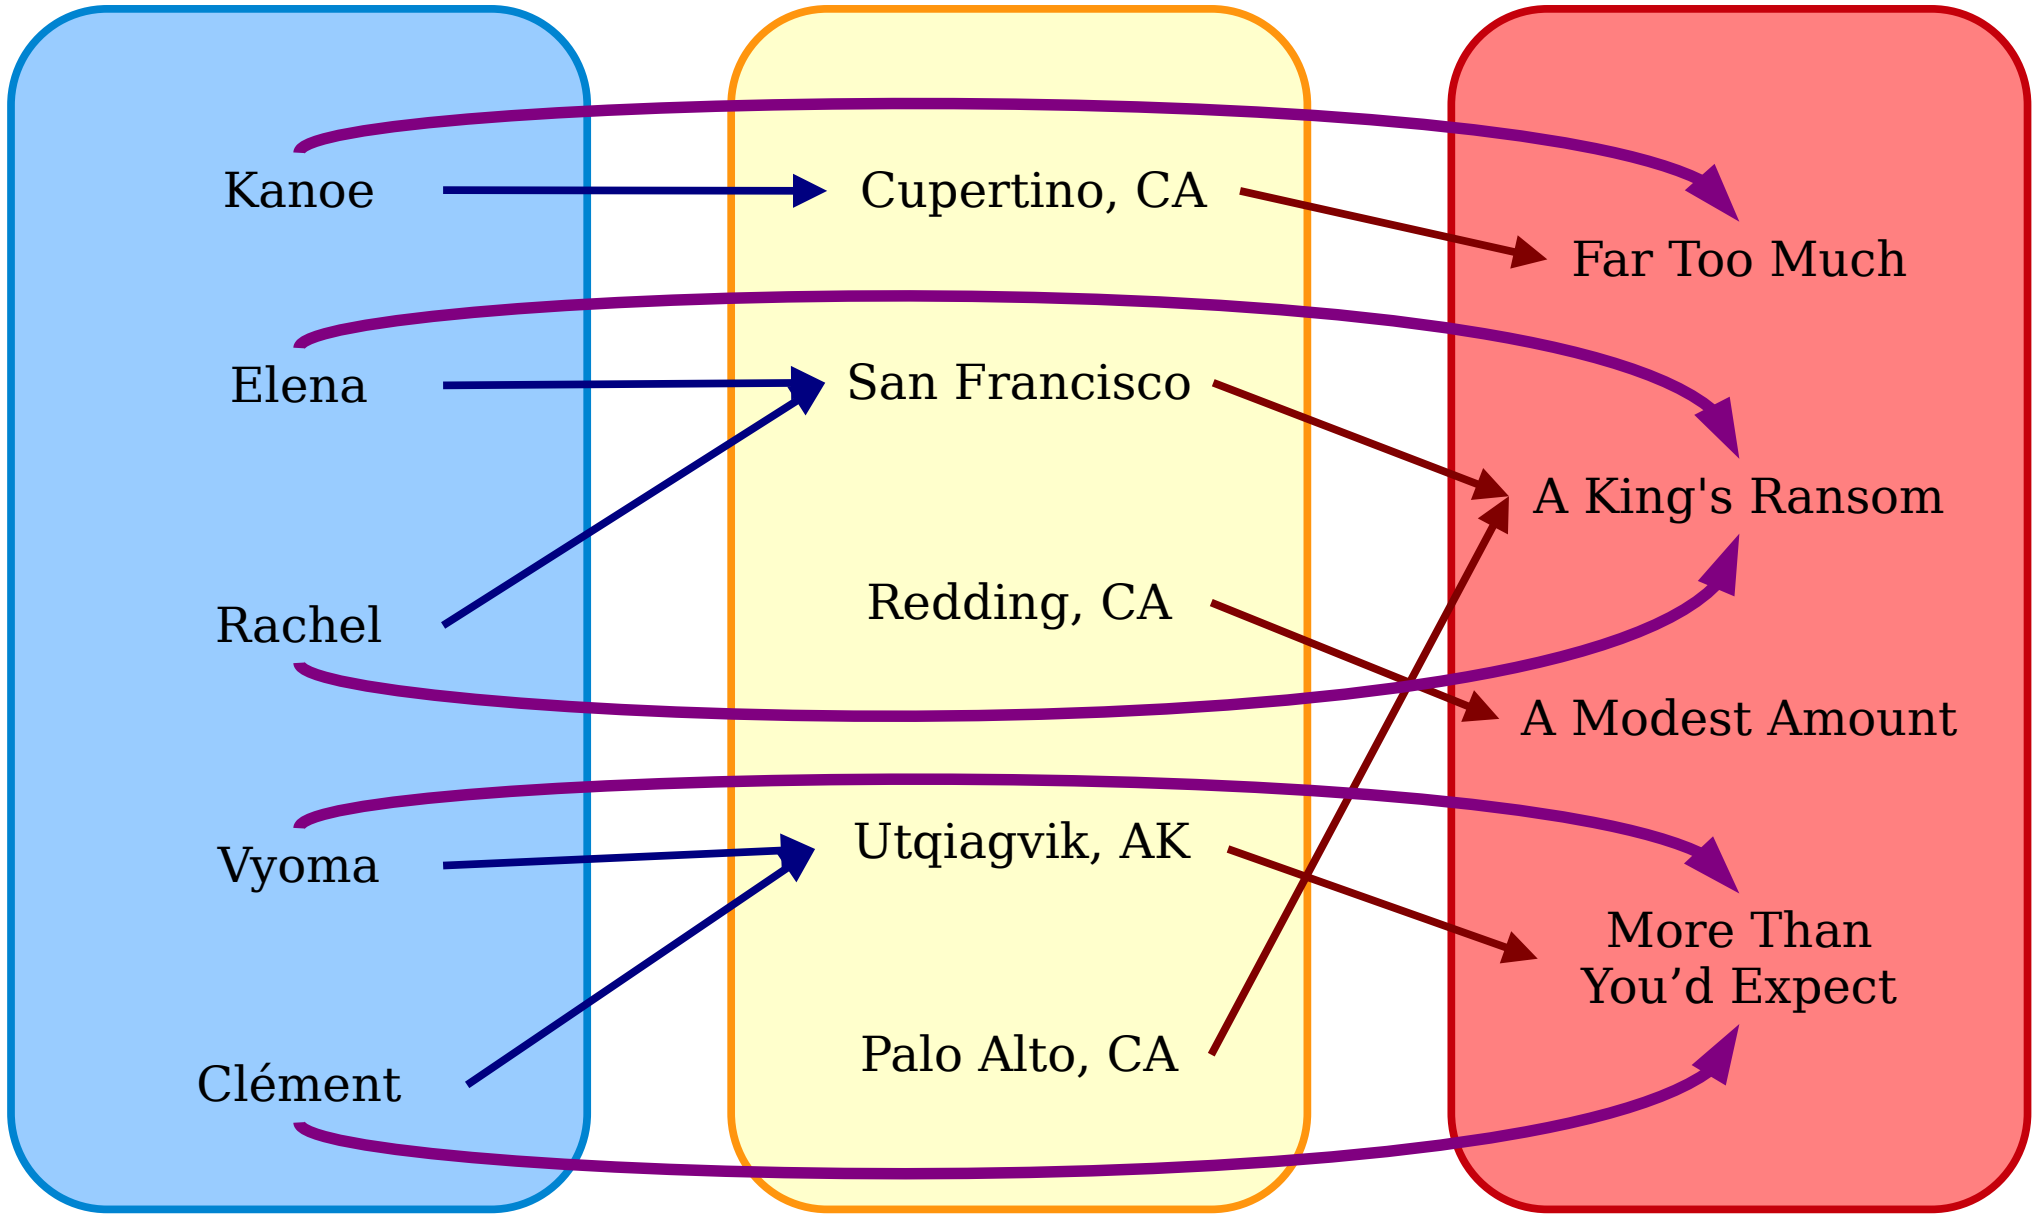 Kanoe
Elena
Rachel
Vyoma
Clément
Cupertino, CA
San Francisco
Redding, CA
Utqiagvik, AK
Palo Alto, CA
Far Too Much
A King's Ransom
A Modest Amount
More Than
You’d Expect